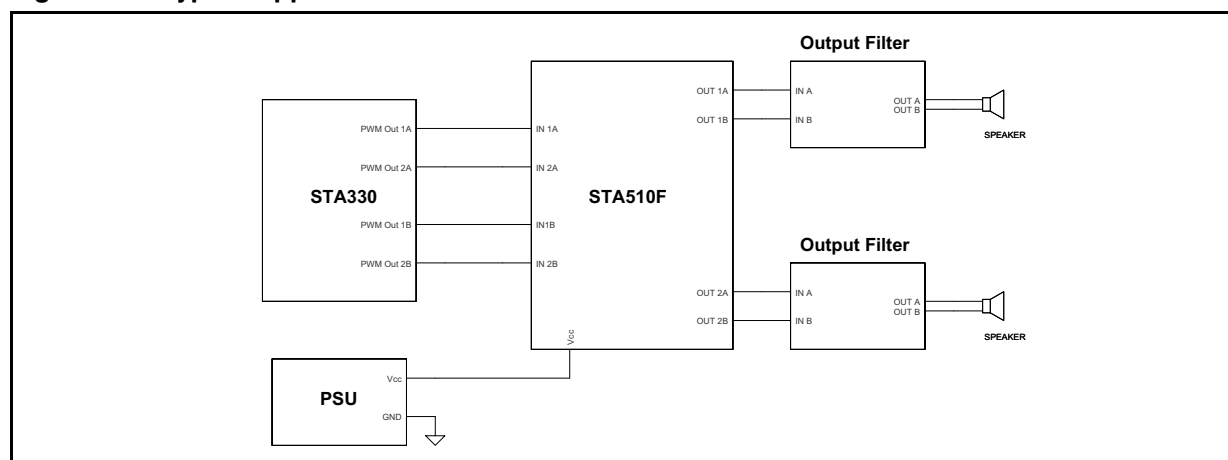 Output Filter
OUT 1A
IN A
OUT A
OUT B
OUT 1B
IN B
SPEAKER
PWM Out 1A
IN 1A
PWM Out 2A
IN 2A
STA330
STA510F
PWM Out 1B
IN1B
Output Filter
PWM Out 2B
IN 2B
OUT 2A
IN A
OUT A
OUT B
OUT 2B
IN B
SPEAKER
Vcc
Vcc
PSU
GND